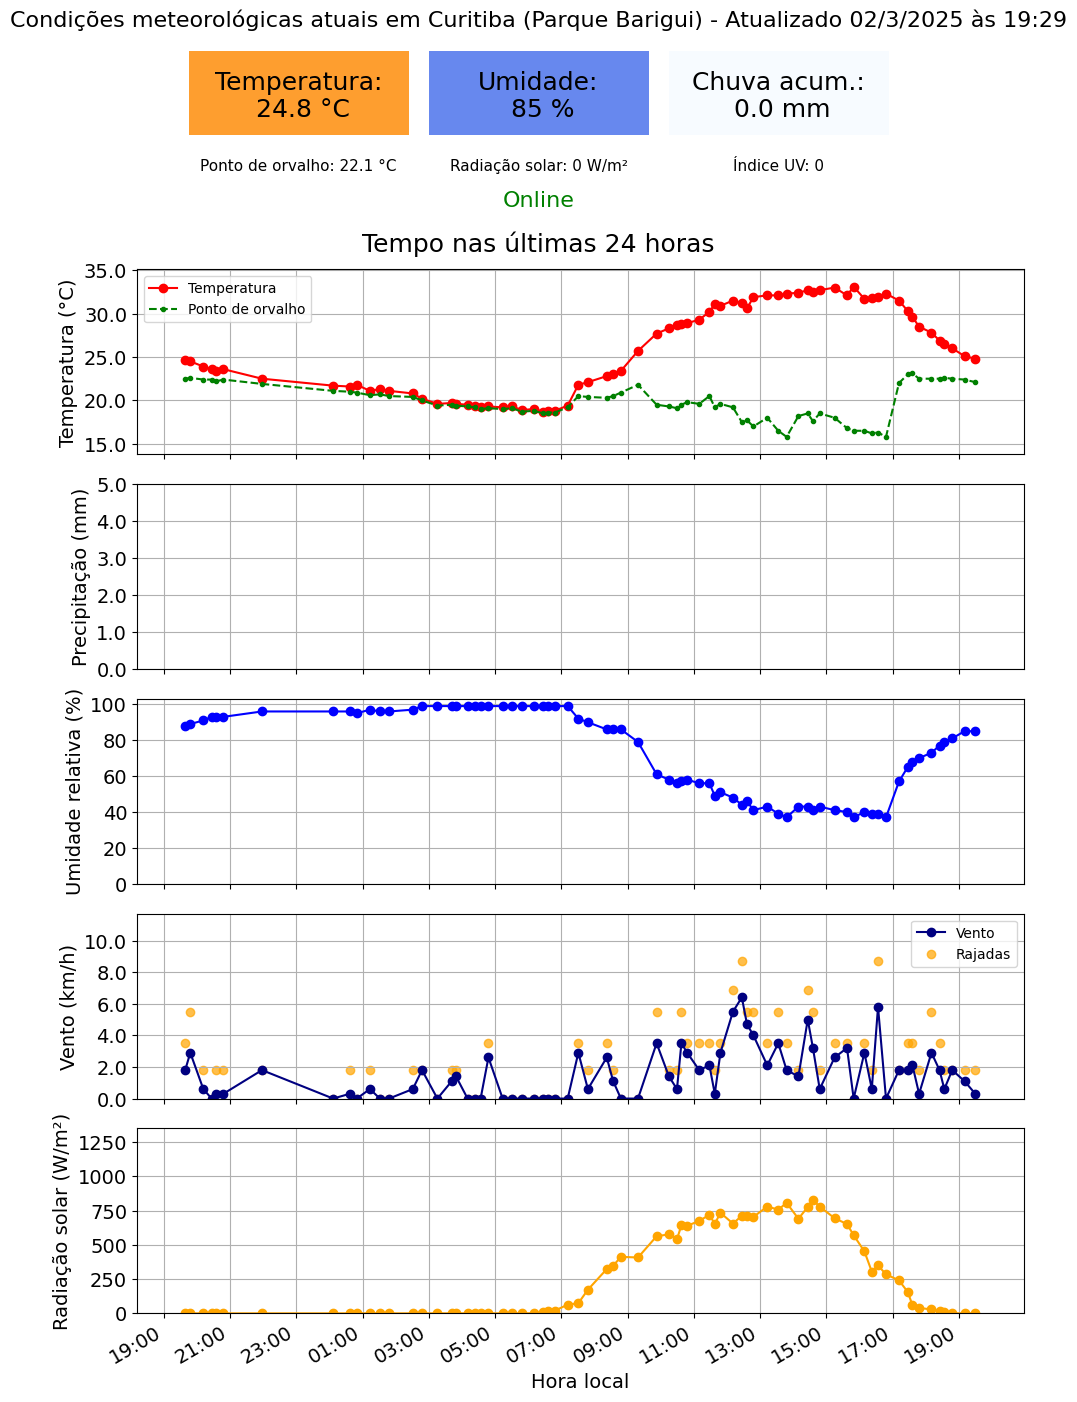 Condições meteorológicas atuais em Curitiba (Parque Barigui) - Atualizado 02/3/2025 às 19:29
Temperatura:
24.8 °C
Umidade:
85 %
Chuva acum.:
0.0 mm
Ponto de orvalho: 22.1 °C
Radiação solar: 0 W/m²
Índice UV: 0
Online
Tempo nas últimas 24 horas
Temperatura (°C)
35.0
30.0
25.0
20.0
15.0
Temperatura
Ponto de orvalho
Precipitação (mm)
5.0
4.0
3.0
2.0
1.0
0.0
Umidade relativa (%)
100
80
60
40
20
0
Vento (km/h)
10.0
8.0
6.0
4.0
2.0
0.0
Vento
Rajadas
Radiação solar (W/m²)
1250
1000
750
500
250
0
19:00
21:00
23:00
01:00
03:00
05:00
07:00
09:00
11:00
13:00
15:00
17:00
19:00
Hora local